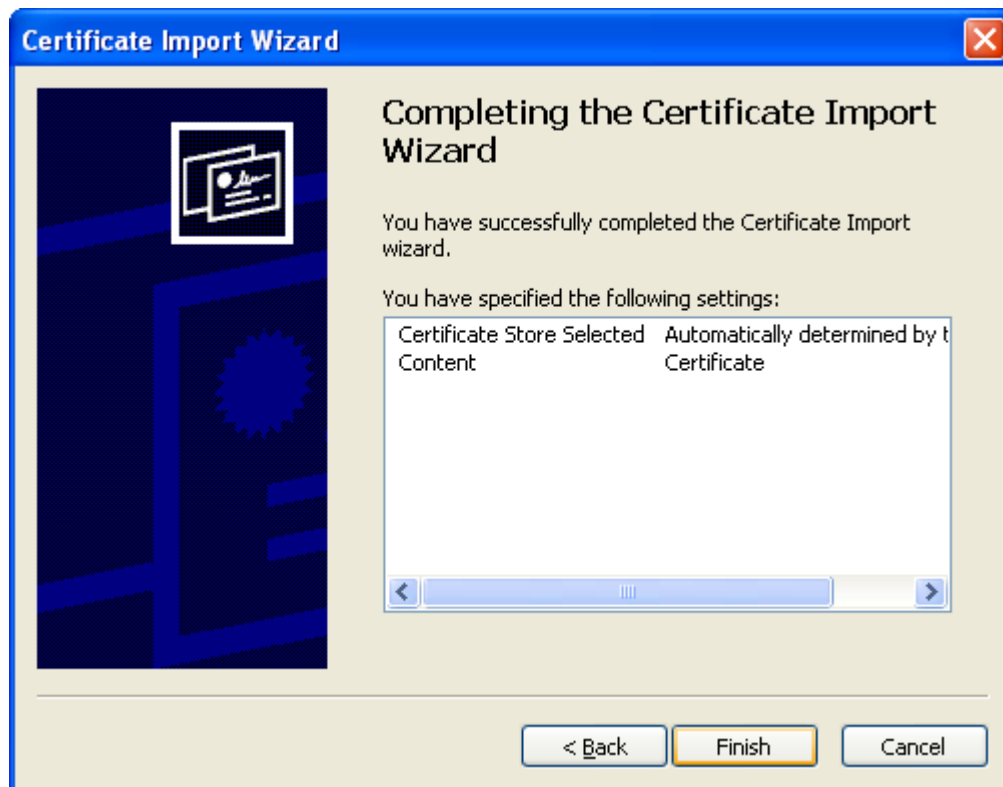 Certificate Import Wizard
Completing the Certificate Import
Wizard
You have successfully completed the Certificate Import
wizard.
You have specified the following settings:
Certificate Store Selected Automatically determined by t
Content Certificate
< Back Finish Cancel